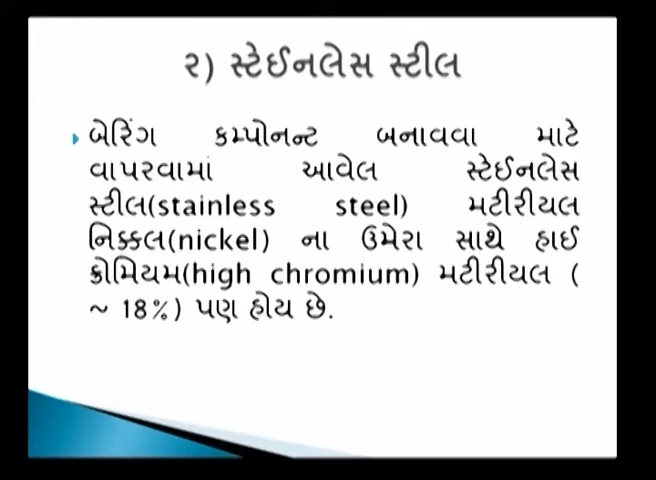 ૨) સ્ટેઈનલેસ સ્ટીલ
બેરિંગ કમ્પોનન્ટ બનાવવા માટે
વાપરવામાં આવેલ સ્ટેઈનલેસ
સ્ટીલ(stainless steel) મટીરીયલ
નિક્કલ(nickel) ના ઉમેરા સાથે હાઈ
ક્રોમિયમ(high chromium) મટીરીયલ (
~ 18%) પણ હોય છે.